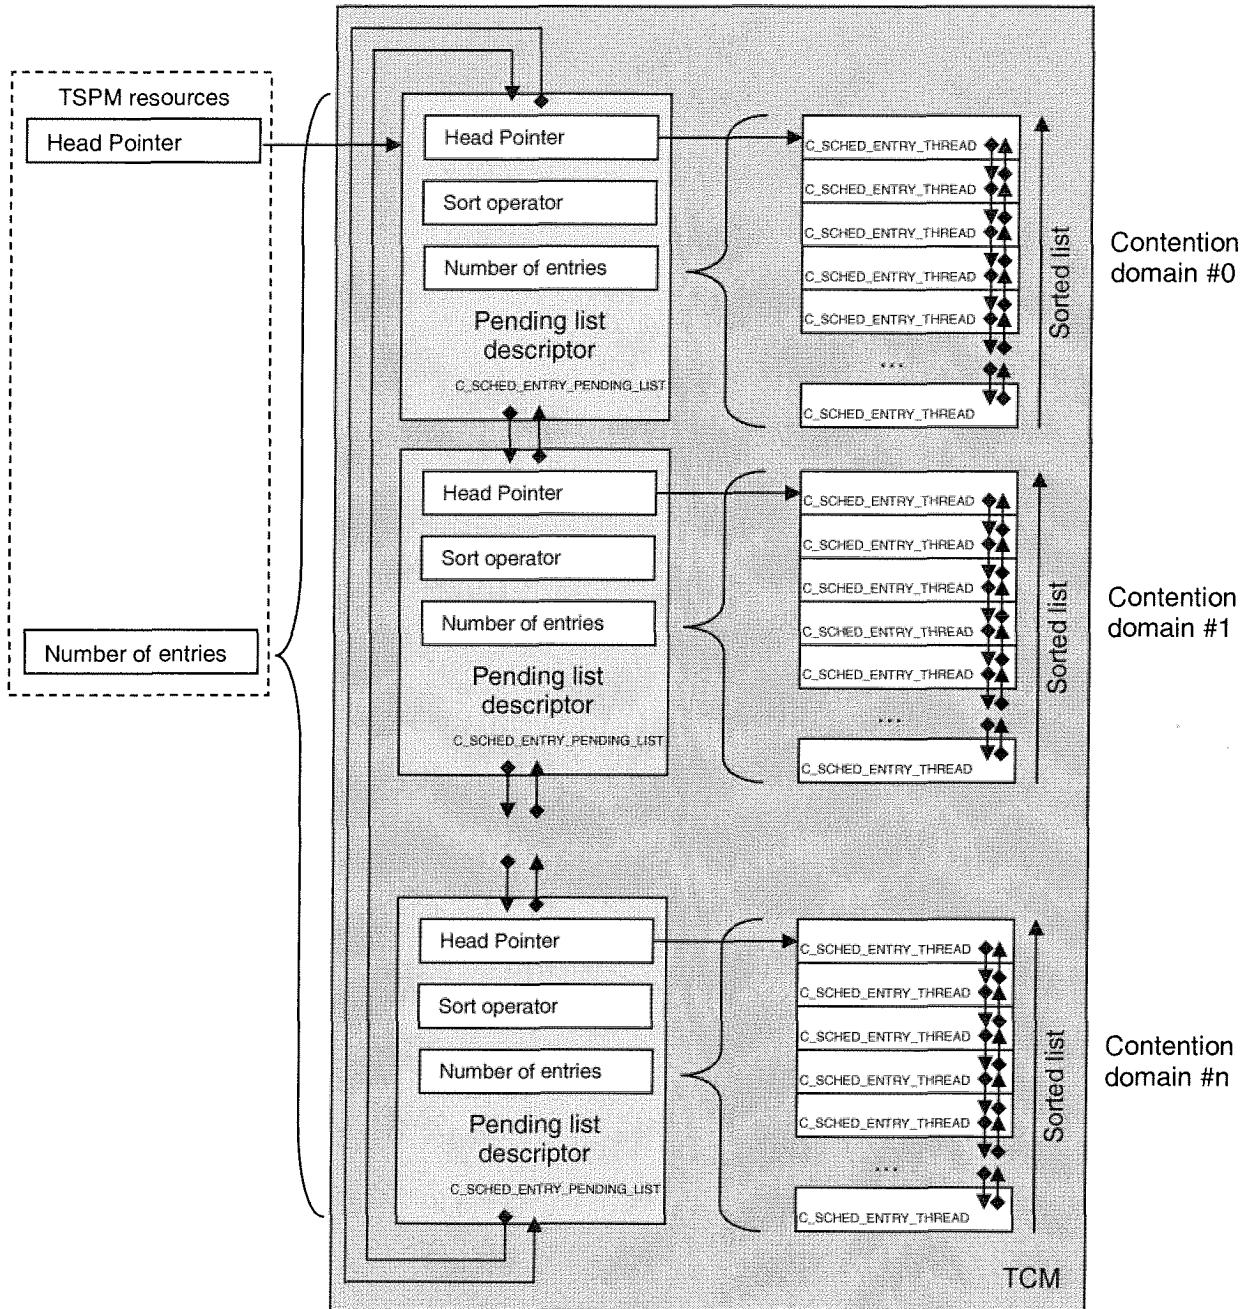 TSPM resources
Head Pointer
Number of entries
Head Pointer
Sort operator
Number of entries
Pending list
descriptor
C_SCHED_ENTRY_PENDING_LIST
C_SCHED_ENTRY_THREAD
C_SCHED_ENTRY_THREAD
C_SCHED_ENTRY_THREAD
C_SCHED_ENTRY_THREAD
C_SCHED_ENTRY_THREAD
...
C_SCHED_ENTRY_THREAD
Sorted list
Contention
domain #0
Head Pointer
Sort operator
Number of entries
Pending list
descriptor
C_SCHED_ENTRY_PENDING_LIST
C_SCHED_ENTRY_THREAD
C_SCHED_ENTRY_THREAD
C_SCHED_ENTRY_THREAD
C_SCHED_ENTRY_THREAD
C_SCHED_ENTRY_THREAD
...
C_SCHED_ENTRY_THREAD
Sorted list
Contention
domain #1
Head Pointer
Sort operator
Number of entries
Pending list
descriptor
C_SCHED_ENTRY_PENDING_LIST
C_SCHED_ENTRY_THREAD
C_SCHED_ENTRY_THREAD
C_SCHED_ENTRY_THREAD
C_SCHED_ENTRY_THREAD
C_SCHED_ENTRY_THREAD
...
C_SCHED_ENTRY_THREAD
Sorted list
Contention
domain #n
TCM